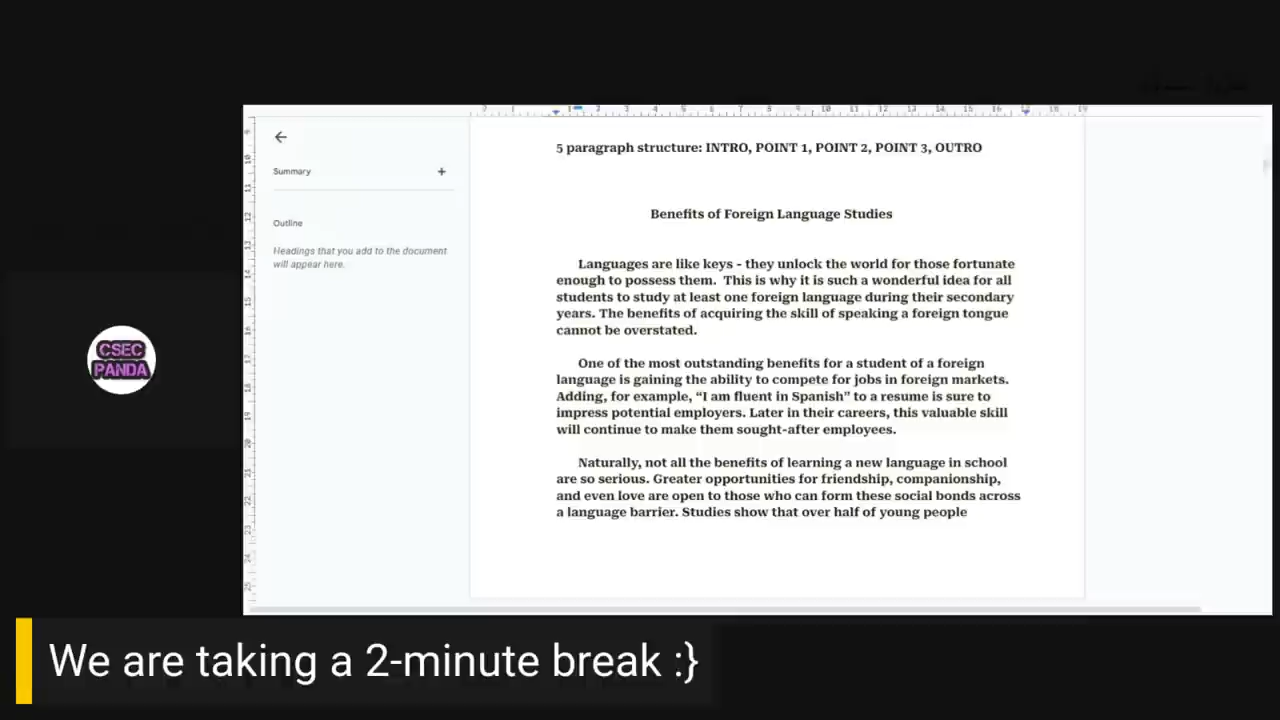 5 paragraph structure: INTRO, POINT 1, POINT 2, POINT 3, OUTRO
Summary +
Outline
Headings that you add to the document
will appear here.
Benefits of Foreign Language Studies
Languages are like keys - they unlock the world for those fortunate
enough to possess them. This is why it is such a wonderful idea for all
students to study at least one foreign language during their secondary
years. The benefits of acquiring the skill of speaking a foreign tongue
cannot be overstated.
One of the most outstanding benefits for a student of a foreign
language is gaining the ability to compete for jobs in foreign markets.
Adding, for example, “I am fluent in Spanish” to a resume is sure to
impress potential employers. Later in their careers, this valuable skill
will continue to make them sought-after employees.
Naturally, not all the benefits of learning a new language in school
are so serious. Greater opportunities for friendship, companionship,
and even love are open to those who can form these social bonds across
a language barrier. Studies show that over half of young people
CSEC
PANDA
We are taking a 2-minute break :}